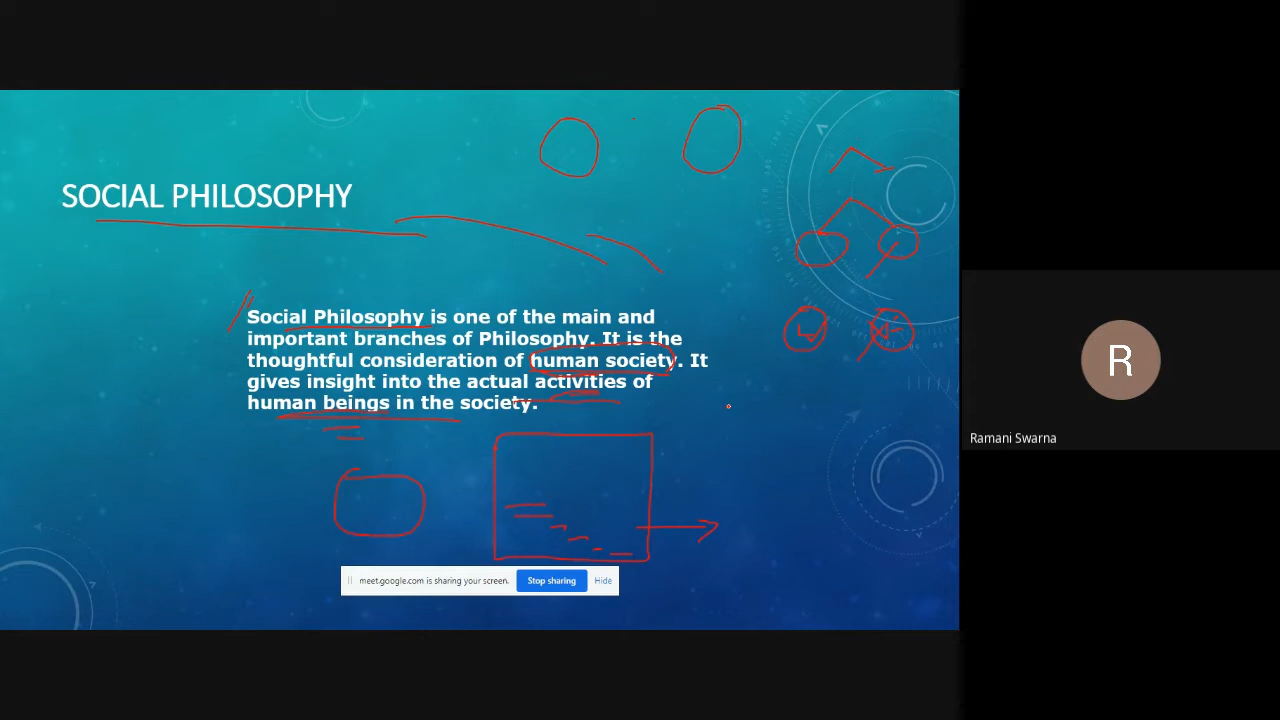 SOCIAL PHILOSOPHY
Social Philosophy is one of the main and
important branches of Philosophy. It is the
thoughtful consideration of human society. It
gives insight into the actual activities of
human beings in the society.
meet.google.com is sharing your screen.
Stop sharing
Hide
R
Ramani Swarna